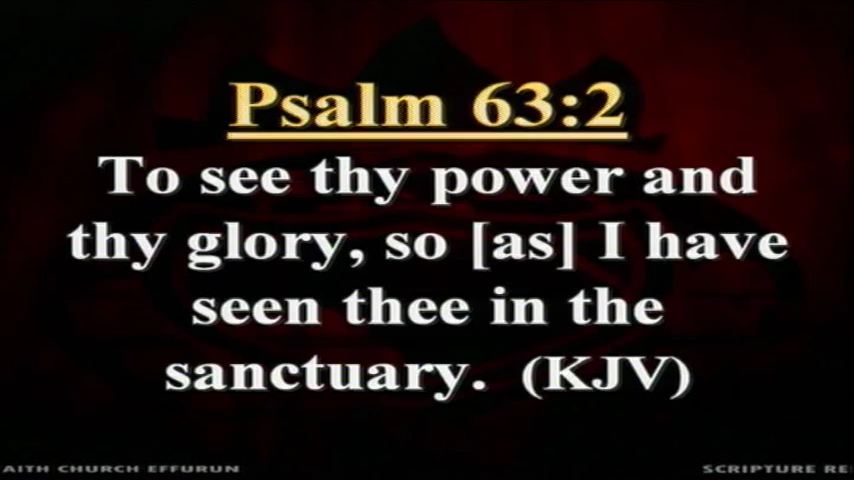 Psalm 63:2
To see thy power and
thy glory, so [as] I have
seen thee in the
sanctuary. (KJV)
AITH CHURCH EFFURUN
SCRIPTURE RE